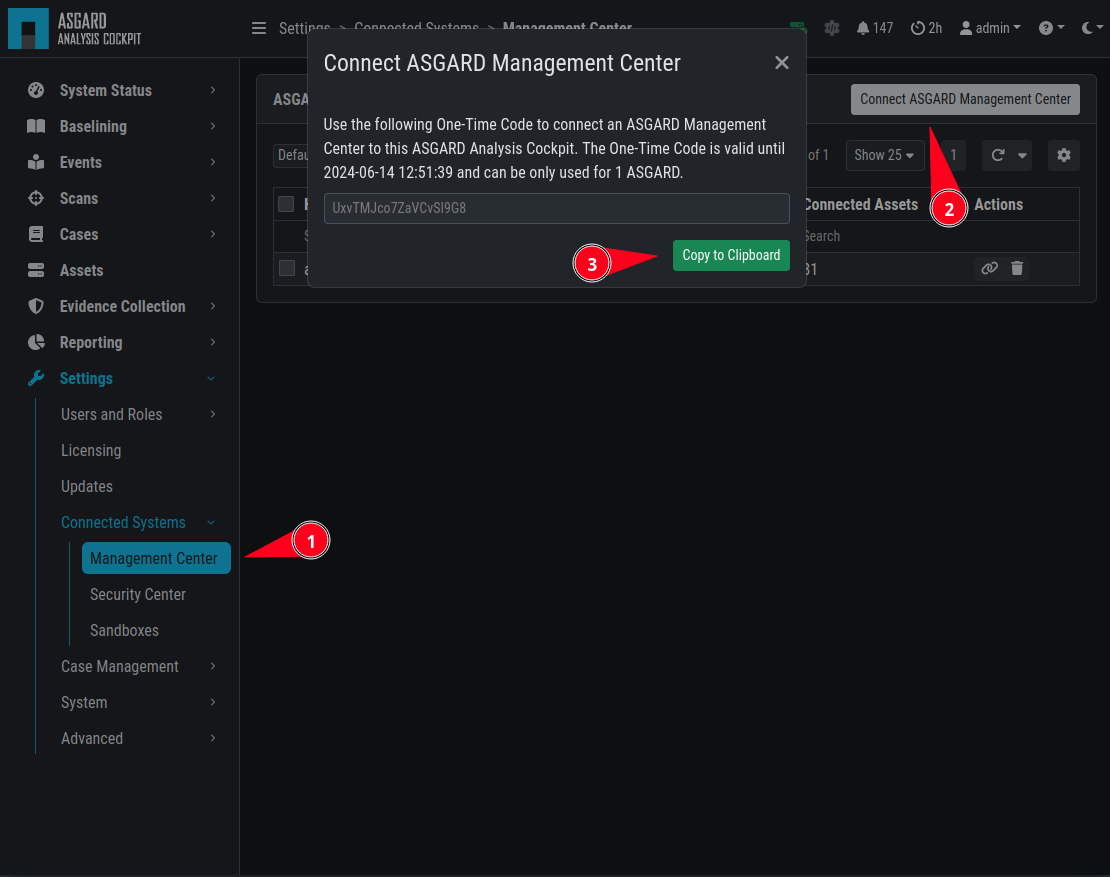 ASGARD
ANALYSIS COCKPIT
Settings > Connected Systems > Management Center
147
2h
admin
System Status
Baselining
Events
Scans
Cases
Assets
Evidence Collection
Reporting
Settings
Users and Roles
Licensing
Updates
Connected Systems
Management Center
Security Center
Sandboxes
Case Management
System
Advanced
1
Connect ASGARD Management Center
Use the following One-Time Code to connect an ASGARD Management
Center to this ASGARD Analysis Cockpit. The One-Time Code is valid until
2024-06-14 12:51:39 and can be only used for 1 ASGARD.
UxvTMJco7ZaVCvSI9G8
3
Copy to Clipboard
Connect ASGARD Management Center
of 1
Show 25
1
2
Connected Assets
Actions
Search
31